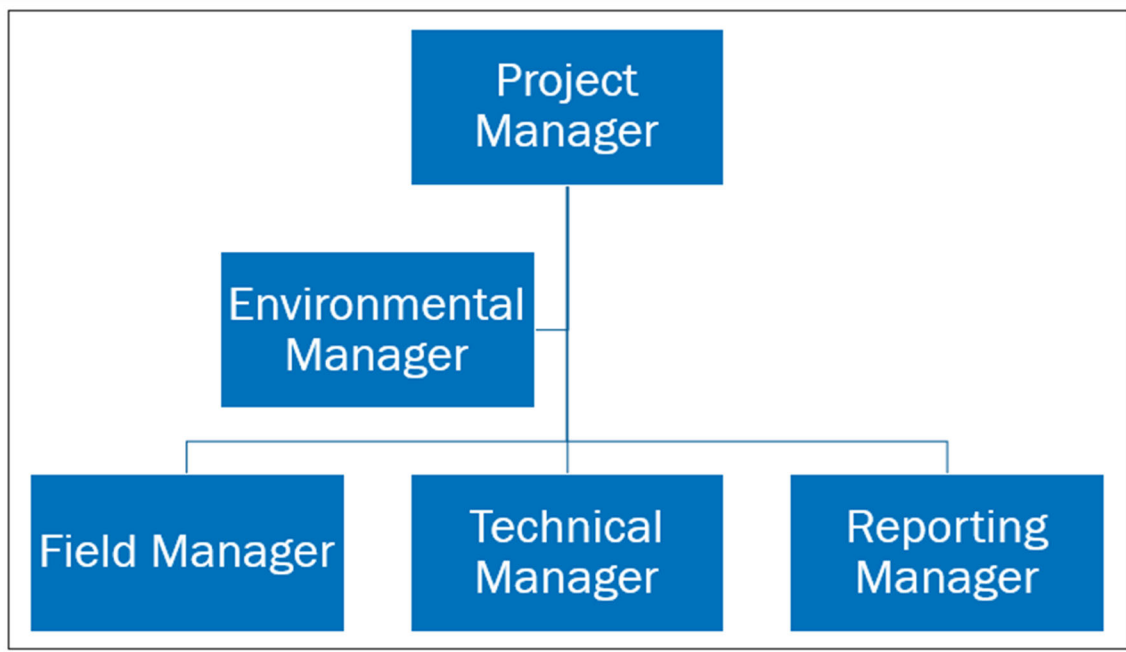 Project
Manager
Environmental
Manager
Field Manager
Technical
Manager
Reporting
Manager